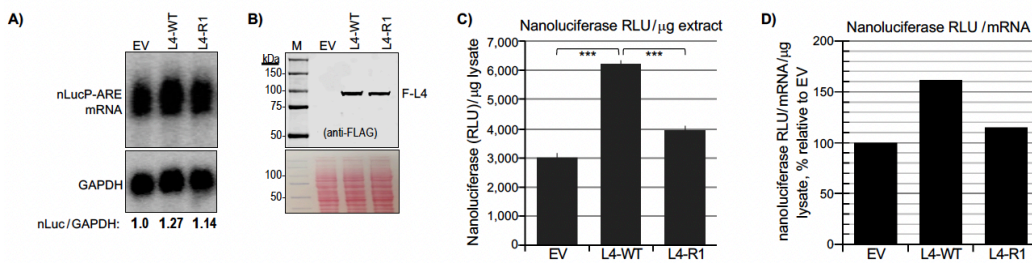 A)
EV
L4-WT
L4-R1
nLucP-ARE
mRNA
GAPDH
nLuc/GAPDH: 1.0 1.27 1.14
B)
kDa
M
EV
L4-WT
L4-R1
150
100
75
50
F-L4
(anti-FLAG)
100
50
C)
Nanoluciferase RLU/µg extract
Nanoluciferase (RLU)/µg lysate
7,000
6,000
5,000
4,000
3,000
2,000
1,000
0
*** ***
EV L4-WT L4-R1
D)
Nanoluciferase RLU/mRNA
nanoluciferase RLU/mRNA/µg
lysate, % relative to EV
200
150
100
50
0
EV L4-WT L4-R1